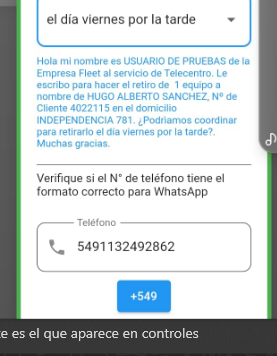 el día viernes por la tarde
Hola mi nombre es USUARIO DE PRUEBAS de la
Empresa Fleet al servicio de Telecentro. Le
escribo para hacer el retiro de 1 equipo a
nombre de HUGO ALBERTO SANCHEZ, Nº de
Cliente 4022115 en el domicilio
INDEPENDENCIA 781. ¿Podriamos coordinar
para retirarlo el día viernes por la tarde?.
Muchas gracias.
Verifique si el N° de teléfono tiene el
formato correcto para WhatsApp
Teléfono
5491132492862
+549
es el que aparece en controles